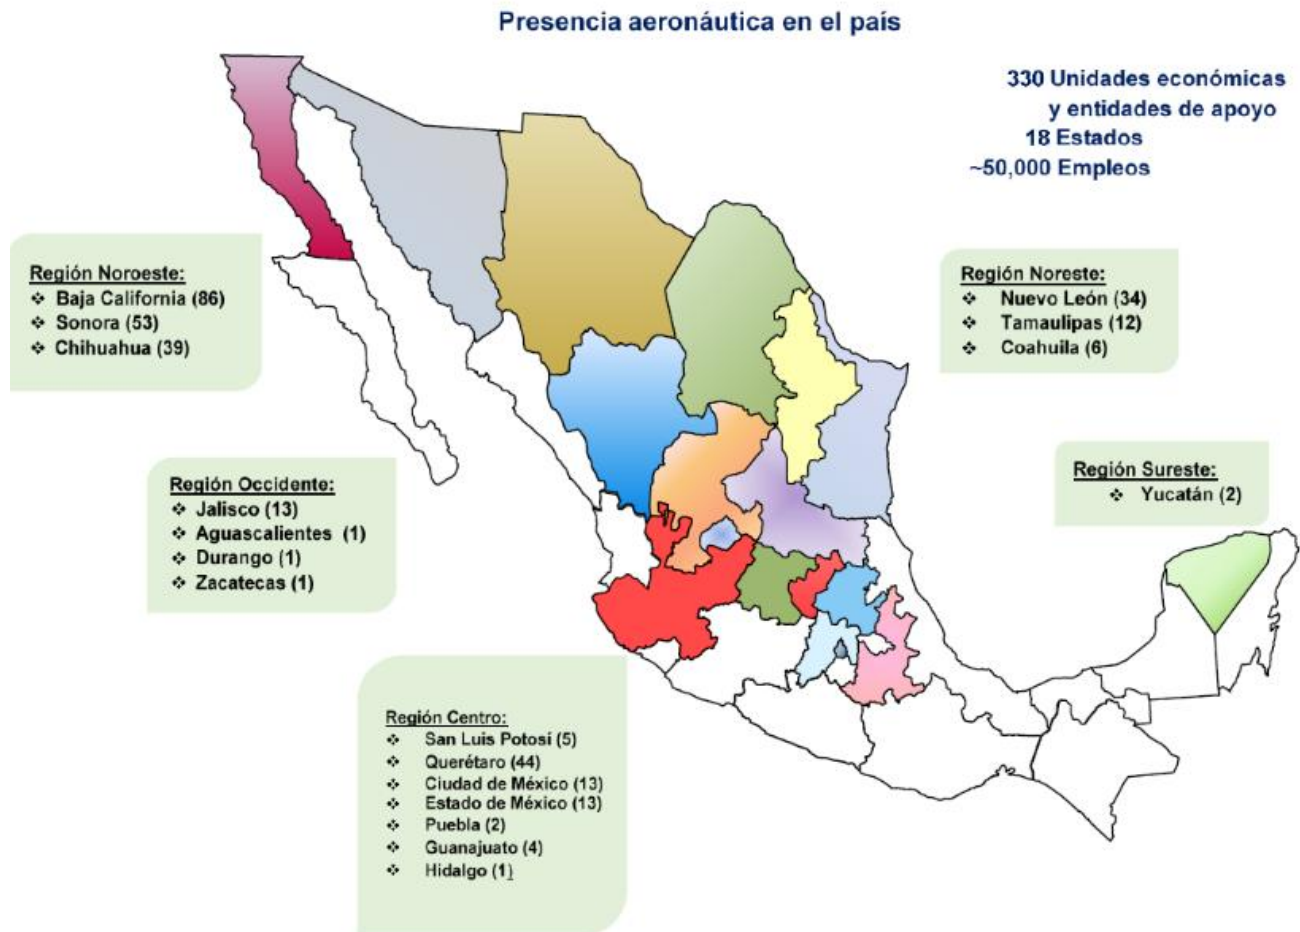 Presencia aeronáutica en el país
330 Unidades económicas
y entidades de apoyo
18 Estados
~50,000 Empleos
Región Noroeste:
❖ Baja California (86)
❖ Sonora (53)
❖ Chihuahua (39)
Región Noreste:
❖ Nuevo León (34)
❖ Tamaulipas (12)
❖ Coahuila (6)
Región Occidente:
❖ Jalisco (13)
❖ Aguascalientes (1)
❖ Durango (1)
❖ Zacatecas (1)
Región Sureste:
❖ Yucatán (2)
Región Centro:
❖ San Luis Potosí (5)
❖ Querétaro (44)
❖ Ciudad de México (13)
❖ Estado de México (13)
❖ Puebla (2)
❖ Guanajuato (4)
❖ Hidalgo (1)